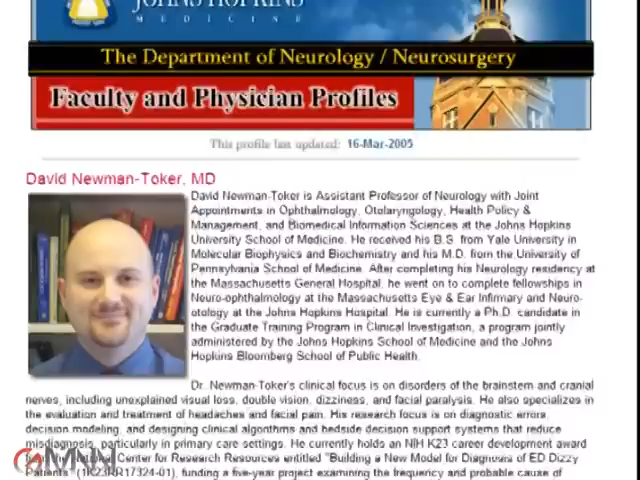 JOHNS HOPKINS
MEDICINE
The Department of Neurology / Neurosurgery
Faculty and Physician Profiles
This profile last updated: 16-Mar-2005
David Newman-Toker, MD
David Newman-Toker is Assistant Professor of Neurology with Joint
Appointments in Ophthalmology, Otolaryngology, Health Policy &
Management, and Biomedical Information Sciences at the Johns Hopkins
University School of Medicine. He received his B.S. from Yale University in
Molecular Biophysics and Biochemistry and his M.D. from the University of
Pennsylvania School of Medicine. After completing his Neurology residency at
the Massachusetts General Hospital, he went on to complete fellowships in
Neuro-ophthalmology at the Massachusetts Eye & Ear Infirmary and Neuro-
otology at the Johns Hopkins Hospital. He is currently a Ph.D. candidate in
the Graduate Training Program in Clinical Investigation, a program jointly
administered by the Johns Hopkins School of Medicine and the Johns
Hopkins Bloomberg School of Public Health.
Dr. Newman-Toker's clinical focus is on disorders of the brainstem and cranial
nerves, including unexplained visual loss, double vision, dizziness, and facial paralysis. He also specializes in
the evaluation and treatment of headaches and facial pain. His research focus is on diagnostic errors,
decision modeling, and designing clinical algorithms and bedside decision support systems that reduce
misdiagnosis, particularly in primary care settings. He currently holds an NIH K23 career development award
from the National Center for Research Resources entitled "Building a New Model for Diagnosis of ED Dizzy
Patients" (1K23RR17324-01), funding a five-year project examining the frequency and probable cause of
MNN